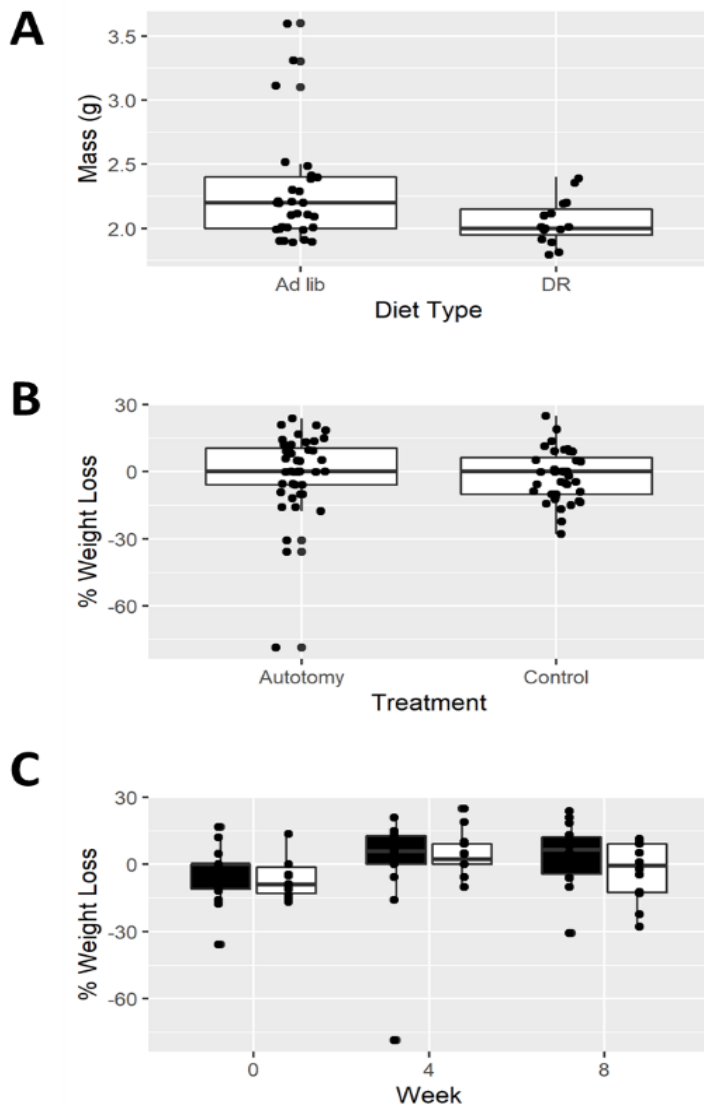 A
3.5
3.0
2.5
2.0
Mass (g)
Ad lib DR
Diet Type
B
30
0
-30
-60
% Weight Loss
Autotomy Control
Treatment
C
30
0
-30
-60
% Weight Loss
0 4 8
Week